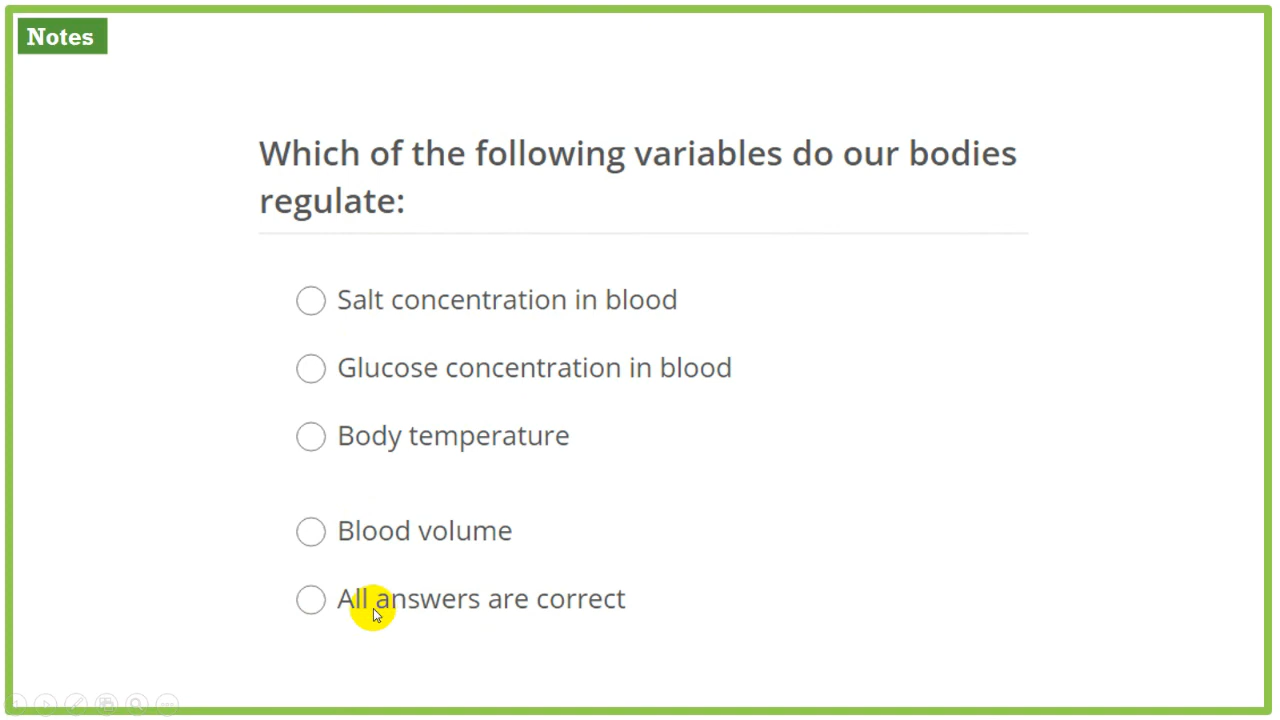 Notes
Which of the following variables do our bodies
regulate:
Salt concentration in blood
Glucose concentration in blood
Body temperature
Blood volume
All answers are correct